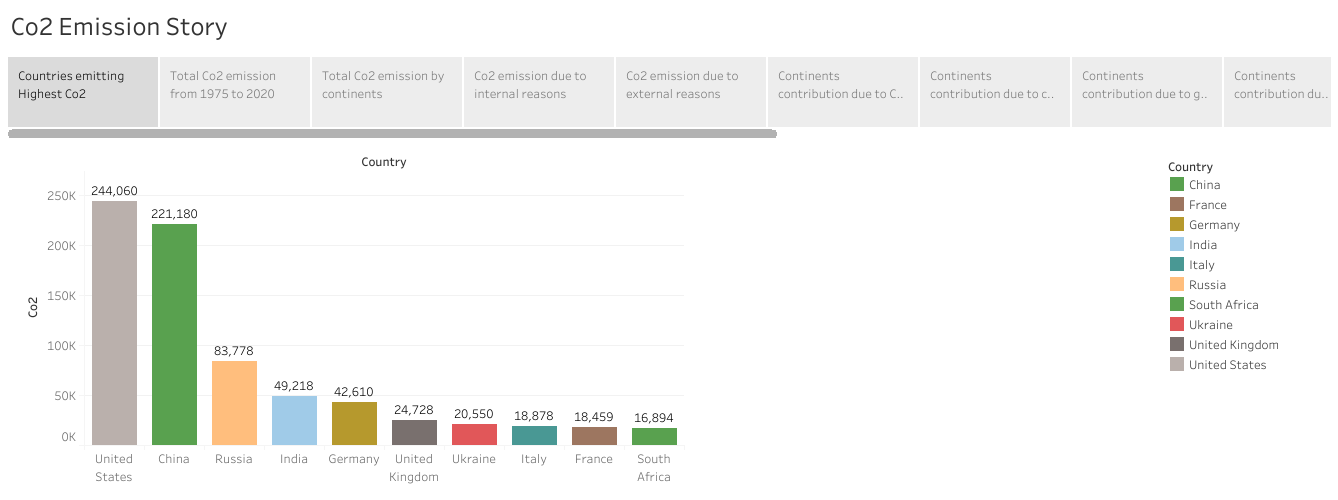 Co2 Emission Story
Countries emitting
Highest Co2
Total Co2 emission
from 1975 to 2020
Total Co2 emission by
continents
Co2 emission due to
internal reasons
Co2 emission due to
external reasons
Continents
contribution due to C..
Continents
contribution due to c..
Continents
contribution due to g..
Continents
contribution du..
Country
250K
200K
150K
100K
50K
0K
Co2
244,060
221,180
83,778
49,218
42,610
24,728
20,550
18,878
18,459
16,894
United
States
China
Russia
India
Germany
United
Kingdom
Ukraine
Italy
France
South
Africa
Country
China
France
Germany
India
Italy
Russia
South Africa
Ukraine
United Kingdom
United States